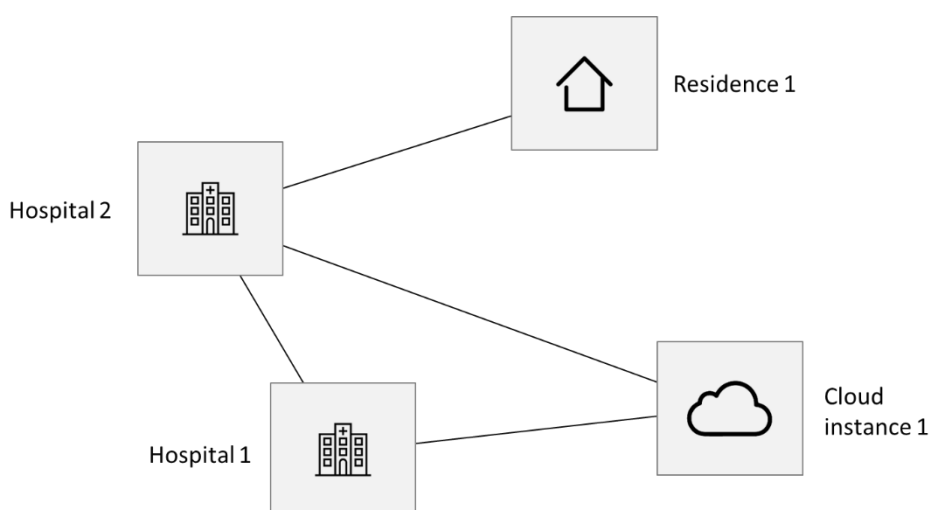 Residence 1
Hospital 2
Cloud
instance 1
Hospital 1